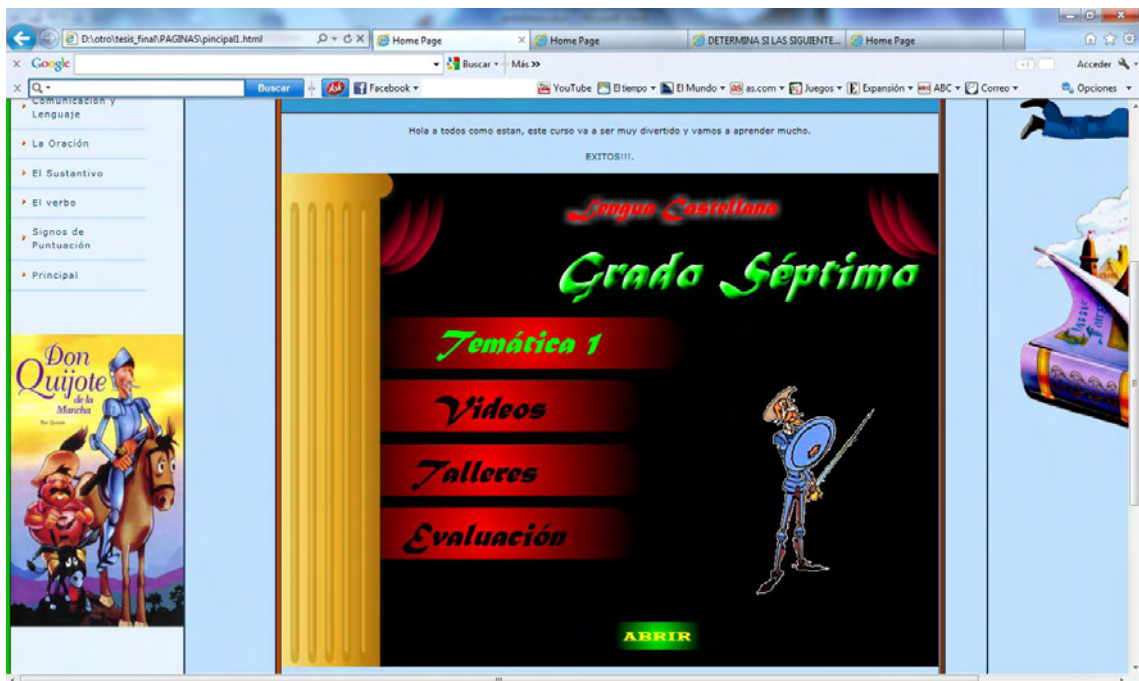 D:\otro\tesis_final\PAGINAS\pincipal1.html
Home Page
Home Page
DETERMINA SI LAS SIGUIENTE...
Home Page
Google
Buscar
Más >>
Acceder
Buscar
Ask
Facebook
YouTube
El tiempo
El Mundo
as.com
Juegos
Expansión
ABC
Correo
Opciones
Comunicación y
Lenguaje
La Oración
El Sustantivo
El verbo
Signos de
Puntuación
Principal
Don
Quijote
de la
Mancha
Hola a todos como estan, este curso va a ser muy divertido y vamos a aprender mucho.
EXITOS!!!.
Lengua Castellana
Grado Séptimo
Temática 1
Videos
Talleres
Evaluación
ABRIR